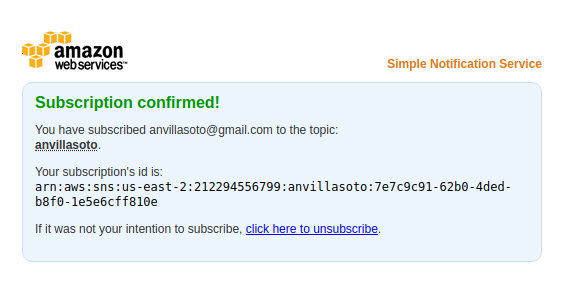 amazon
web services™
Simple Notification Service
Subscription confirmed!
You have subscribed anvillasoto@gmail.com to the topic:
anvillasoto.
Your subscription's id is:
arn:aws:sns:us-east-2:212294556799:anvillasoto:7e7c9c91-62b0-4ded-
b8f0-1e5e6cff810e
If it was not your intention to subscribe, click here to unsubscribe.